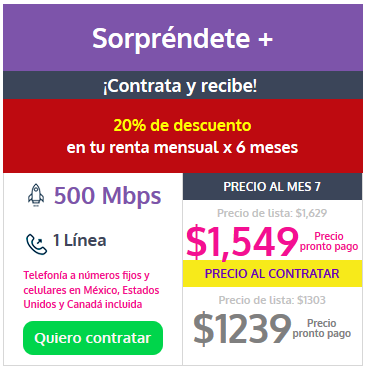 Sorpréndete +
¡Contrata y recibe!
20% de descuento
en tu renta mensual x 6 meses
500 Mbps
1 Línea
Telefonía a números fijos y
celulares en México, Estados
Unidos y Canadá incluida
Quiero contratar
PRECIO AL MES 7
Precio de lista: $1,629
$1,549 Precio
pronto pago
PRECIO AL CONTRATAR
Precio de lista: $1303
$1239 Precio
pronto pago